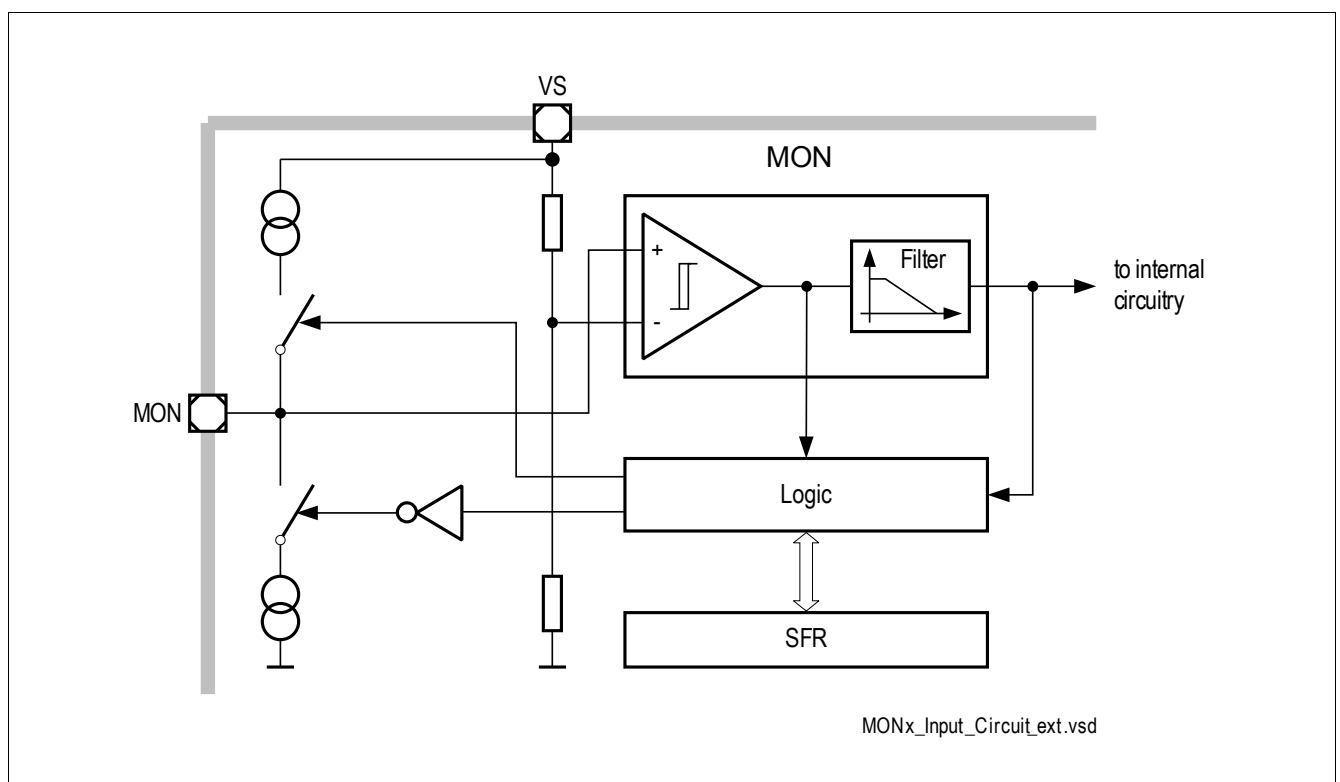 VS
MON
+
Filter
to internal
circuitry
-
MON
Logic
SFR
MONx_Input_Circuit_ext.vsd